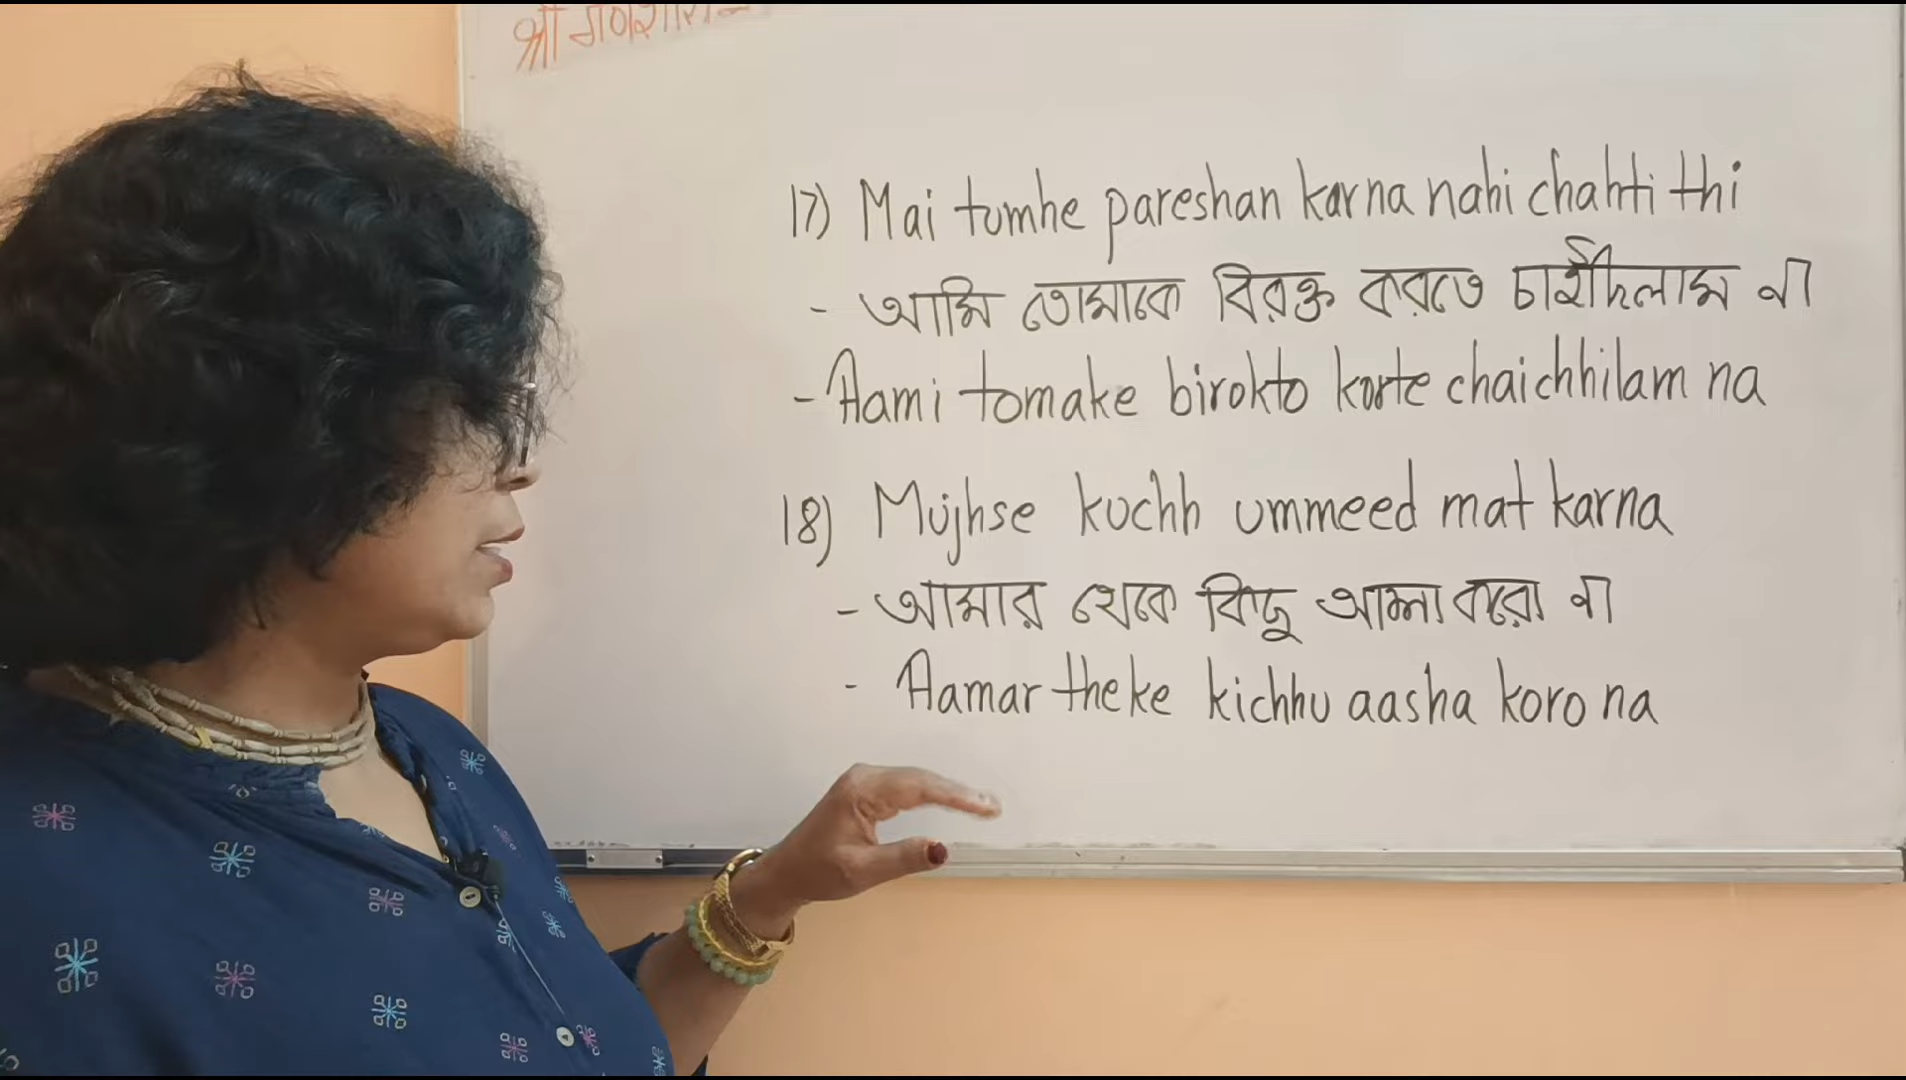 17) Mai tumhe pareshan karna nahi chahti thi
- আমি তোমাকে বিরক্ত করতে চাইছিলাম না
- Aami tomake birokto korte chaichhilam na
18) Mujhse kuchh ummeed mat karna
- আমার থেকে কিছু আশা করো না
- Aamar theke kichhu aasha koro na